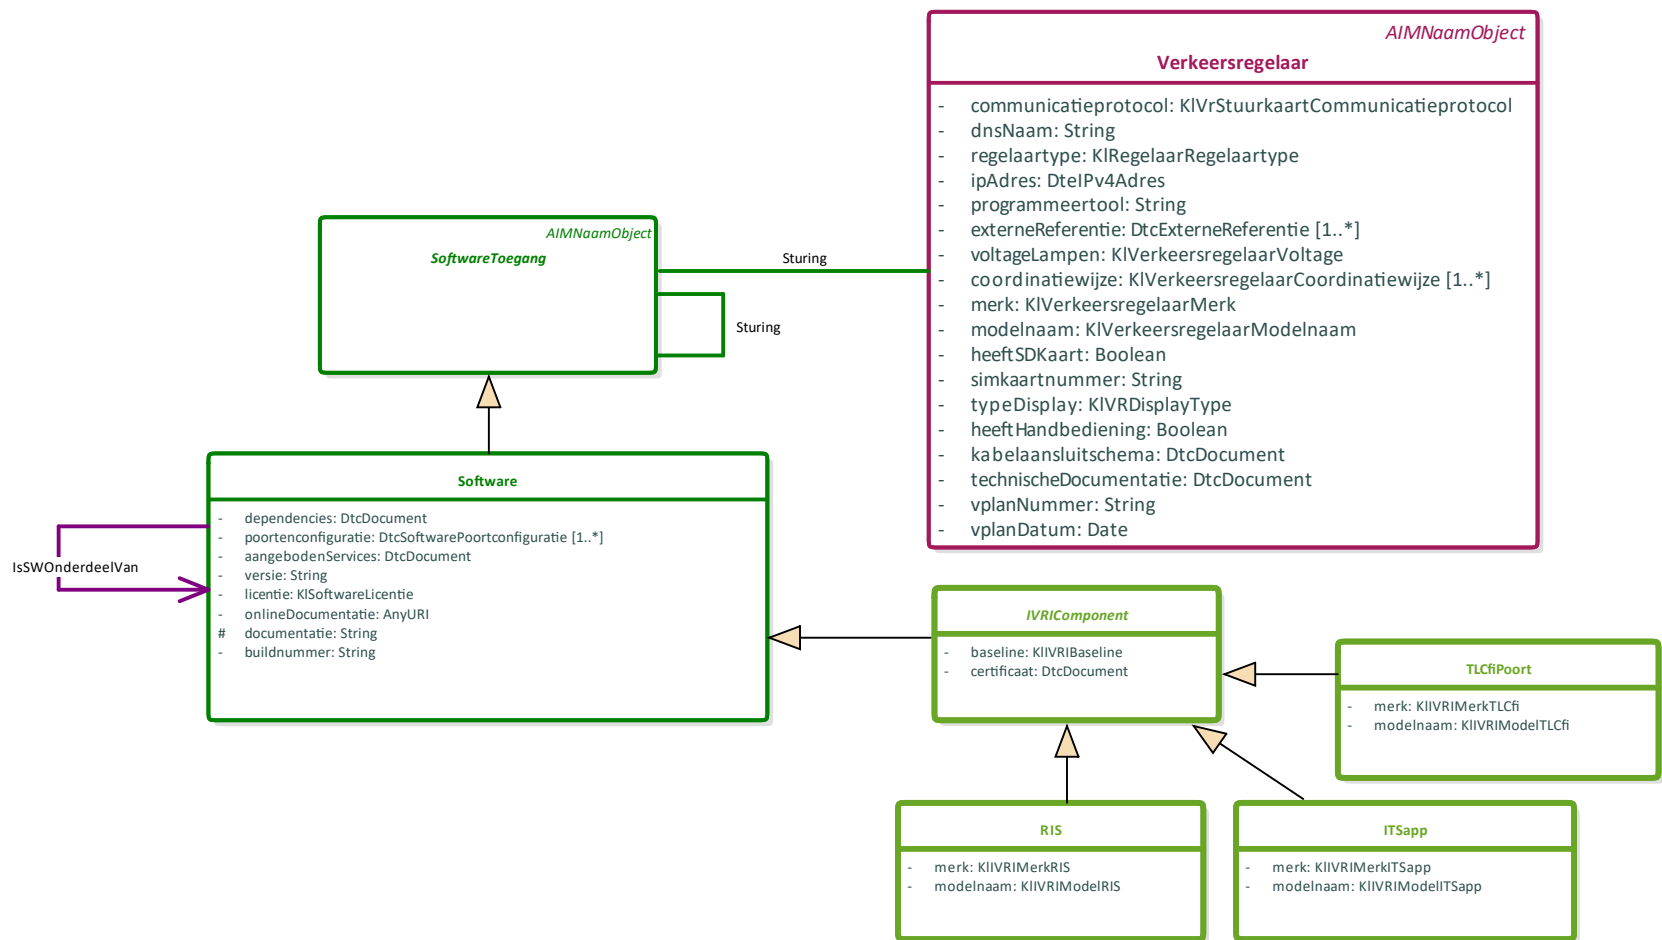 AIMNaamObject
Verkeersregelaar
- communicatieprotocol: KlVrStuurkaartCommunicatieprotocol
- dnsNaam: String
- regelaartype: KlRegelaarRegelaartype
- ipAdres: DteIPv4Adres
- programmeertool: String
- externeReferentie: DtcExterneReferentie [1..*]
- voltageLampen: KlVerkeersregelaarVoltage
- coordinatiewijze: KlVerkeersregelaarCoordinatiewijze [1..*]
- merk: KlVerkeersregelaarMerk
- modelnaam: KlVerkeersregelaarModelnaam
- heeftSDKaart: Boolean
- simkaartnummer: String
- typeDisplay: KlVRDisplayType
- heeftHandbediening: Boolean
- kabelaansluitschema: DtcDocument
- technischeDocumentatie: DtcDocument
- vplanNummer: String
- vplanDatum: Date
AIMNaamObject
SoftwareToegang
Sturing
Sturing
Software
- dependencies: DtcDocument
- poortenconfiguratie: DtcSoftwarePoortconfiguratie [1..*]
- aangebodenServices: DtcDocument
- versie: String
- licentie: KlSoftwareLicentie
- onlineDocumentatie: AnyURI
# documentatie: String
- buildnummer: String
IsSWOnderdeelVan
IVRIComponent
- baseline: KlIVRIBaseline
- certificaat: DtcDocument
TLCfiPoort
- merk: KlIVRIMerkTLCfi
- modelnaam: KlIVRIModelTLCfi
RIS
- merk: KlIVRIMerkRIS
- modelnaam: KlIVRIModelRIS
ITSapp
- merk: KlIVRIMerkITSapp
- modelnaam: KlIVRIModelITSapp